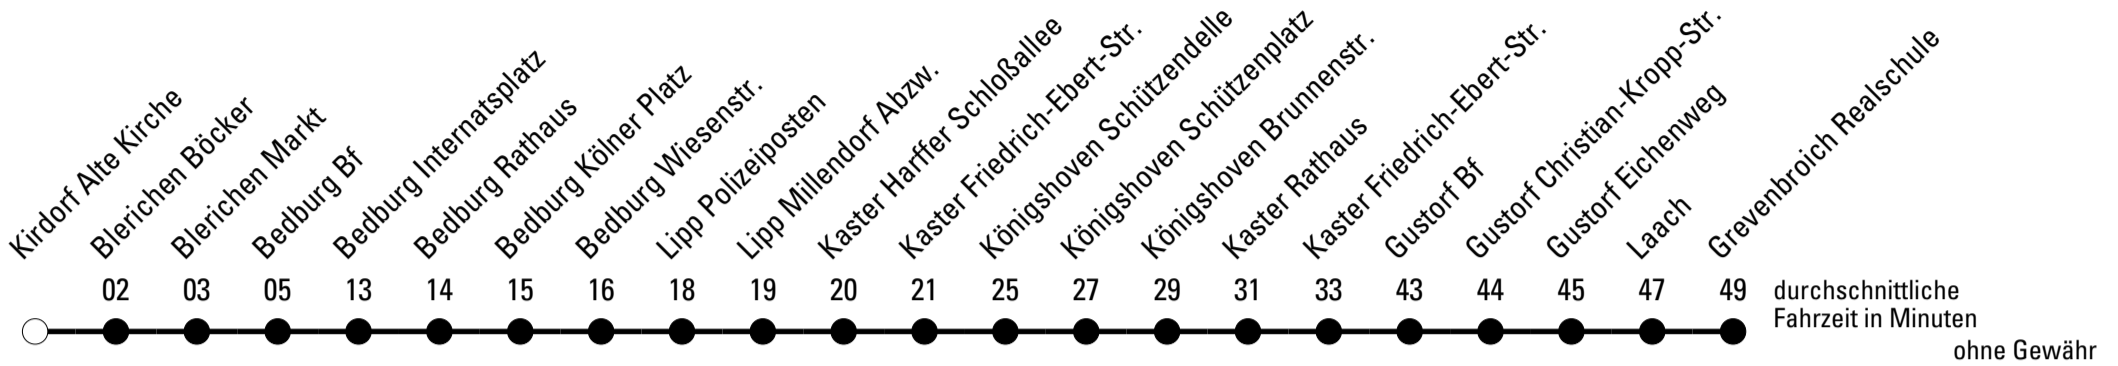 Kirdorf Alte Kirche
Blerichen Böcker
Blerichen Markt
Bedburg Bf
Bedburg Internatsplatz
Bedburg Rathaus
Bedburg Kölner Platz
Bedburg Wiesenstr.
Lipp Polizeiposten
Lipp Millendorf Abzw.
Kaster Harffer Schloßallee
Kaster Friedrich-Ebert-Str.
Königshoven Schützendelle
Königshoven Schützenplatz
Königshoven Brunnenstr.
Kaster Rathaus
Kaster Friedrich-Ebert-Str.
Gustorf Bf
Gustorf Christian-Kropp-Str.
Gustorf Eichenweg
Laach
Grevenbroich Realschule
02 03 05 13 14 15 16 18 19 20 21 25 27 29 31 33 43 44 45 47 49
durchschnittliche
Fahrzeit in Minuten
ohne Gewähr